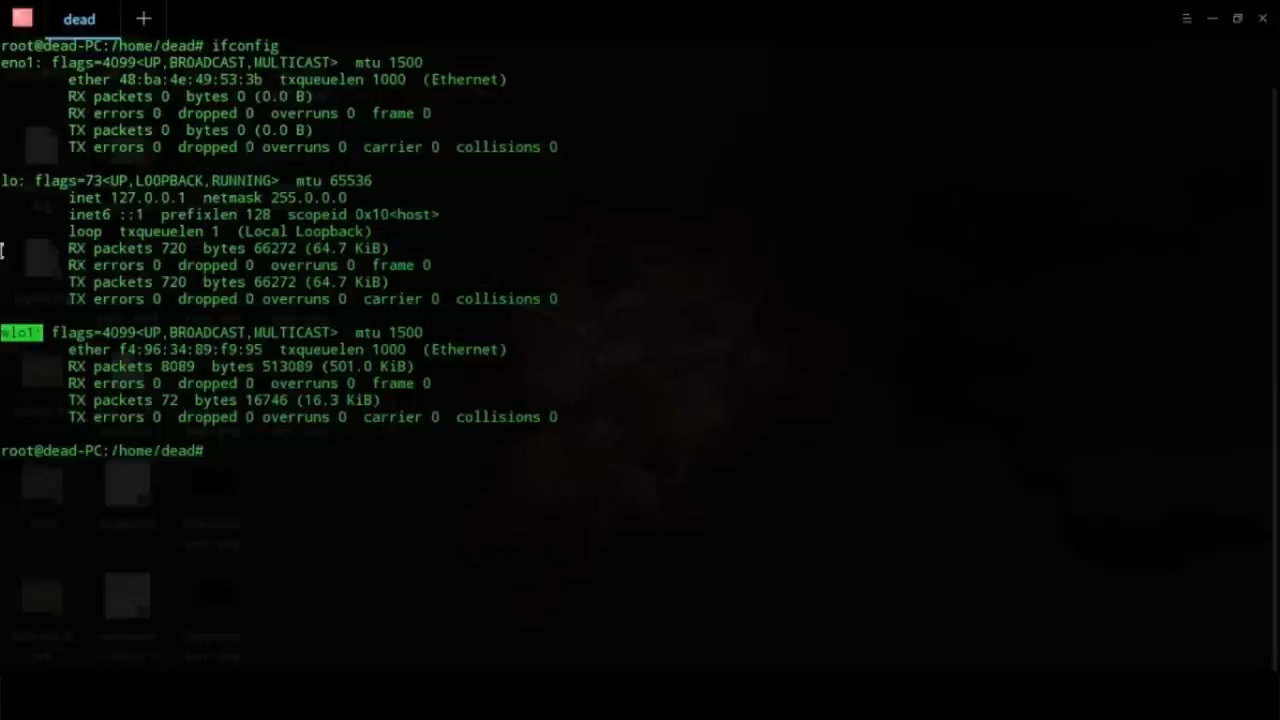 dead
root@dead-PC:/home/dead# ifconfig
eno1: flags=4099<UP,BROADCAST,MULTICAST>  mtu 1500
        ether 48:ba:4e:49:53:3b  txqueuelen 1000  (Ethernet)
        RX packets 0  bytes 0 (0.0 B)
        RX errors 0  dropped 0  overruns 0  frame 0
        TX packets 0  bytes 0 (0.0 B)
        TX errors 0  dropped 0 overruns 0  carrier 0  collisions 0
lo: flags=73<UP,LOOPBACK,RUNNING>  mtu 65536
        inet 127.0.0.1  netmask 255.0.0.0
        inet6 ::1  prefixlen 128  scopeid 0x10<host>
        loop  txqueuelen 1  (Local Loopback)
        RX packets 720  bytes 66272 (64.7 KiB)
        RX errors 0  dropped 0  overruns 0  frame 0
        TX packets 720  bytes 66272 (64.7 KiB)
        TX errors 0  dropped 0 overruns 0  carrier 0  collisions 0
wlo1: flags=4099<UP,BROADCAST,MULTICAST>  mtu 1500
        ether f4:96:34:89:f9:95  txqueuelen 1000  (Ethernet)
        RX packets 8089  bytes 513089 (501.0 KiB)
        RX errors 0  dropped 0  overruns 0  frame 0
        TX packets 72  bytes 16746 (16.3 KiB)
        TX errors 0  dropped 0 overruns 0  carrier 0  collisions 0
root@dead-PC:/home/dead#